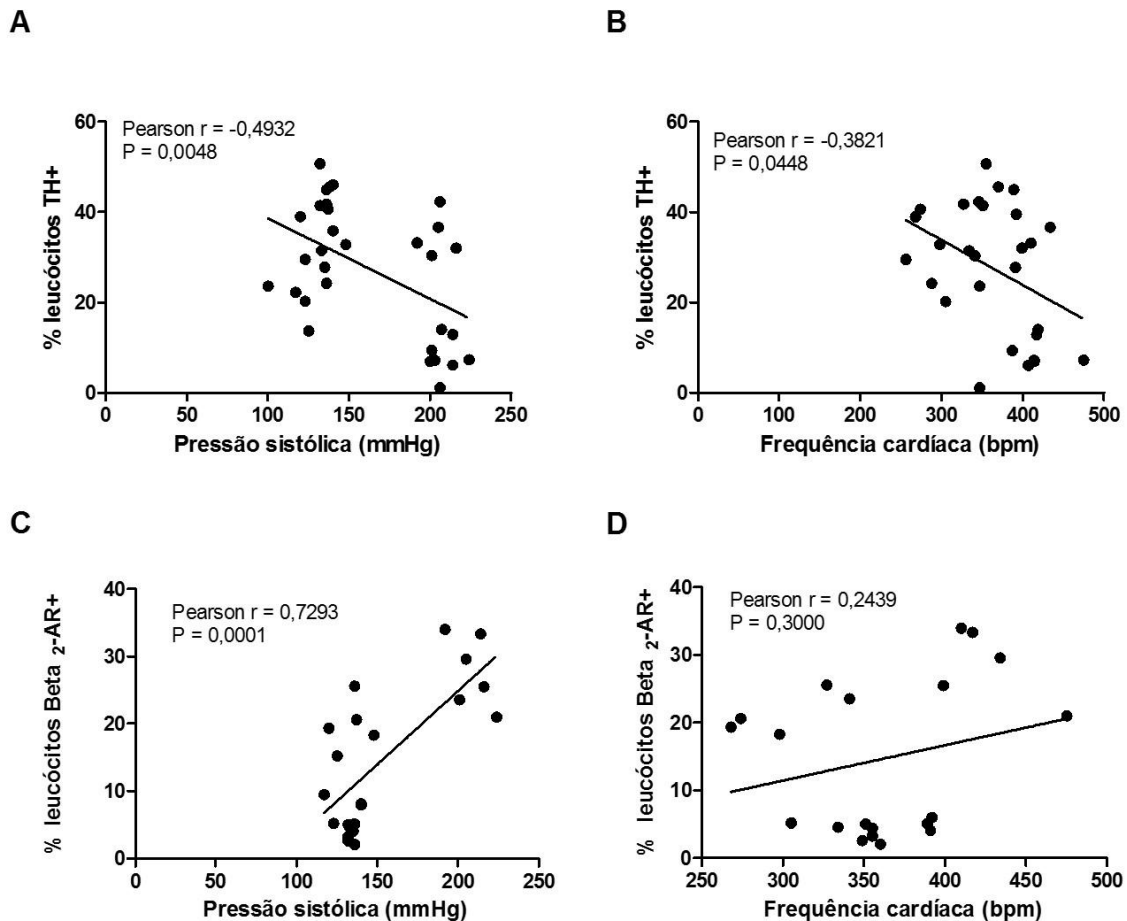 A
Pearson r = -0,4932
P = 0,0048
% leucócitos TH+
60
40
20
0
0 50 100 150 200 250
Pressão sistólica (mmHg)
B
Pearson r = -0,3821
P = 0,0448
% leucócitos TH+
60
40
20
0
0 100 200 300 400 500
Frequência cardíaca (bpm)
C
Pearson r = 0,7293
P = 0,0001
% leucócitos Beta 2-AR+
40
30
20
10
0
0 50 100 150 200 250
Pressão sistólica (mmHg)
D
Pearson r = 0,2439
P = 0,3000
% leucócitos Beta 2-AR+
40
30
20
10
0
250 300 350 400 450 500
Frequência cardíaca (bpm)